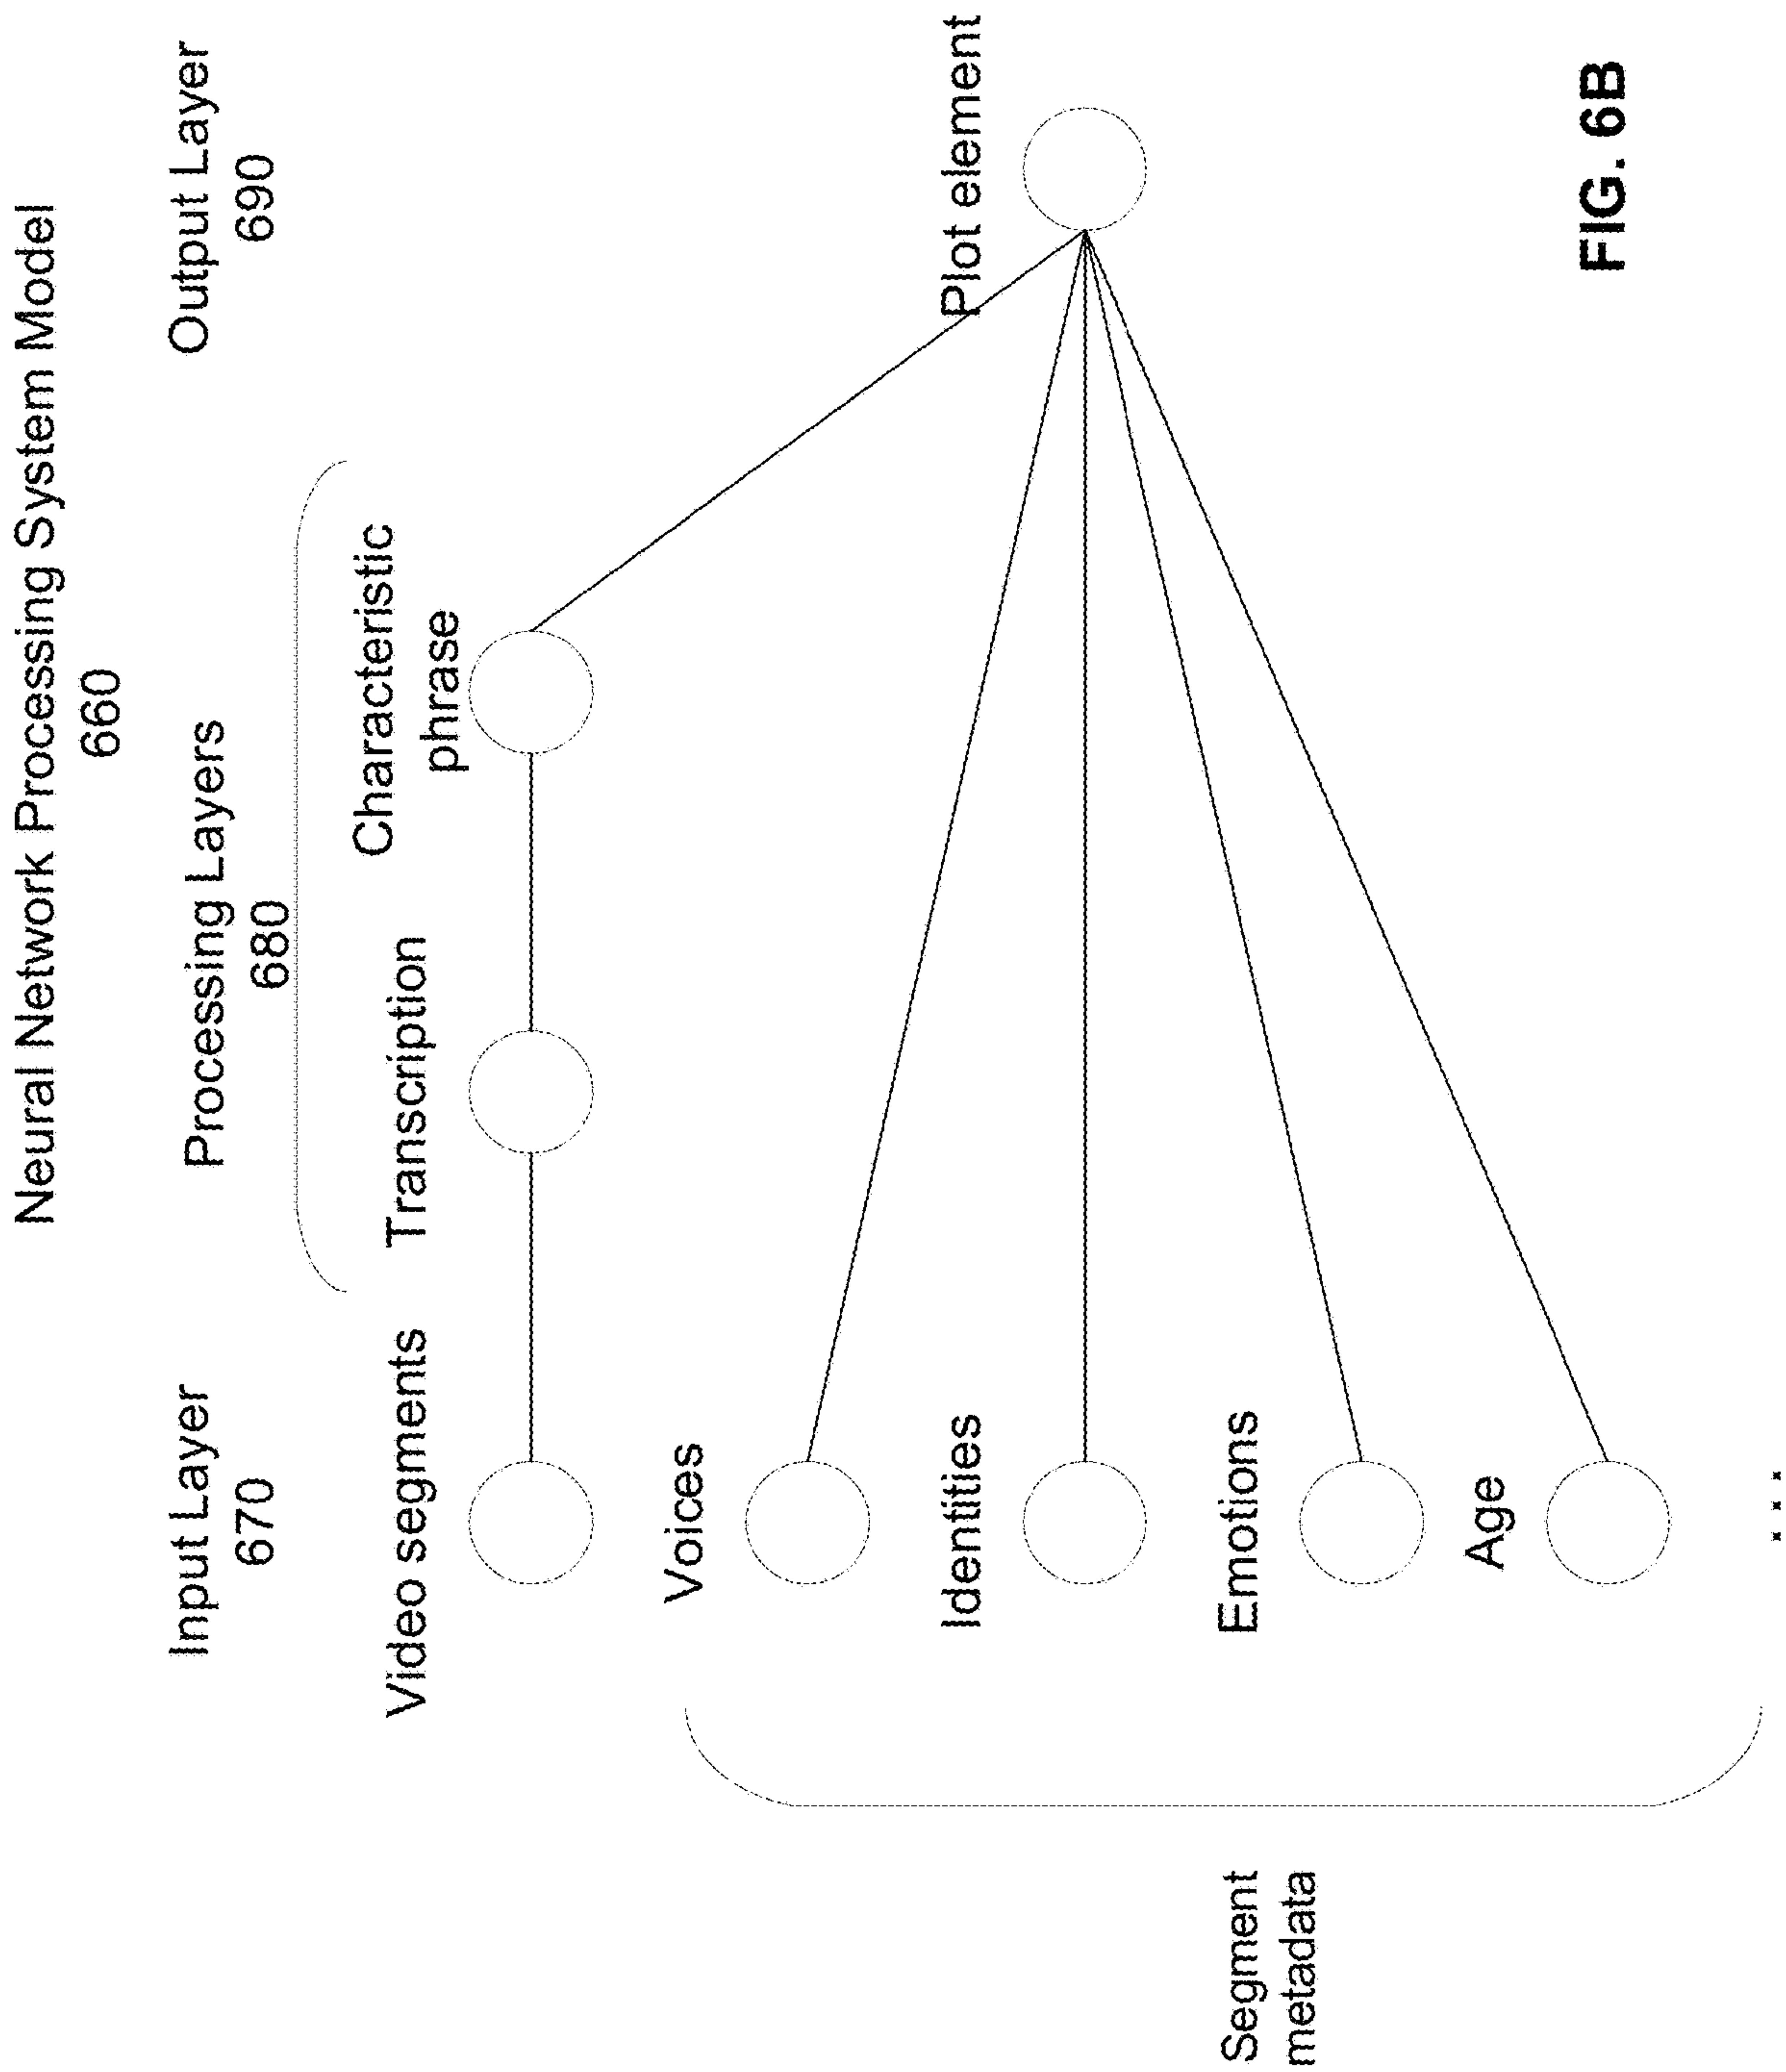 Neural Network Processing System Model
660
Input Layer
670
Processing Layers
680
Output Layer
690
Video segments
Transcription
Characteristic
phrase
Voices
Identities
Plot element
Emotions
Age
...
Segment
metadata
FIG. 6B